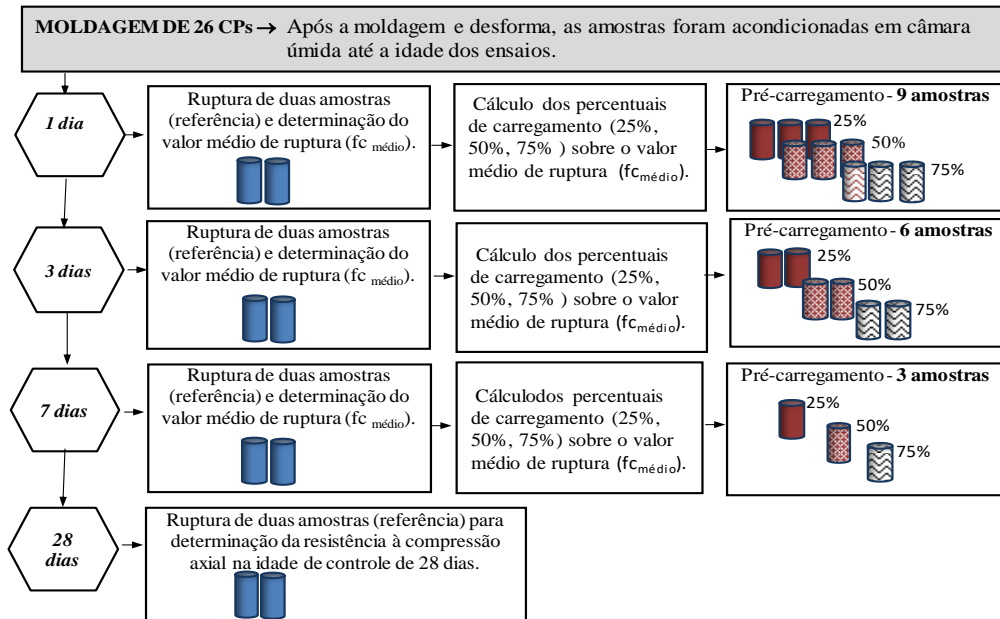 MOLDAGEM DE 26 CPs → Após a moldagem e desforma, as amostras foram acondicionadas em câmara
úmida até a idade dos ensaios.
1 dia
Ruptura de duas amostras
(referência) e determinação do
valor médio de ruptura (fc médio).
Cálculo dos percentuais
de carregamento (25%,
50%, 75% ) sobre o valor
médio de ruptura (fcmédio).
Pré-carregamento - 9 amostras
25%
50%
75%
3 dias
Ruptura de duas amostras
(referência) e determinação do
valor médio de ruptura (fc médio).
Cálculo dos percentuais
de carregamento (25%,
50%, 75% ) sobre o valor
médio de ruptura (fcmédio).
Pré-carregamento - 6 amostras
25%
50%
75%
7 dias
Ruptura de duas amostras
(referência) e determinação do
valor médio de ruptura (fc médio).
Cálculodos percentuais
de carregamento (25%,
50%, 75%) sobre o valor
médio de ruptura (fcmédio).
Pré-carregamento - 3 amostras
25%
50%
75%
28
dias
Ruptura de duas amostras (referência) para
determinação da resistência à compressão
axial na idade de controle de 28 dias.